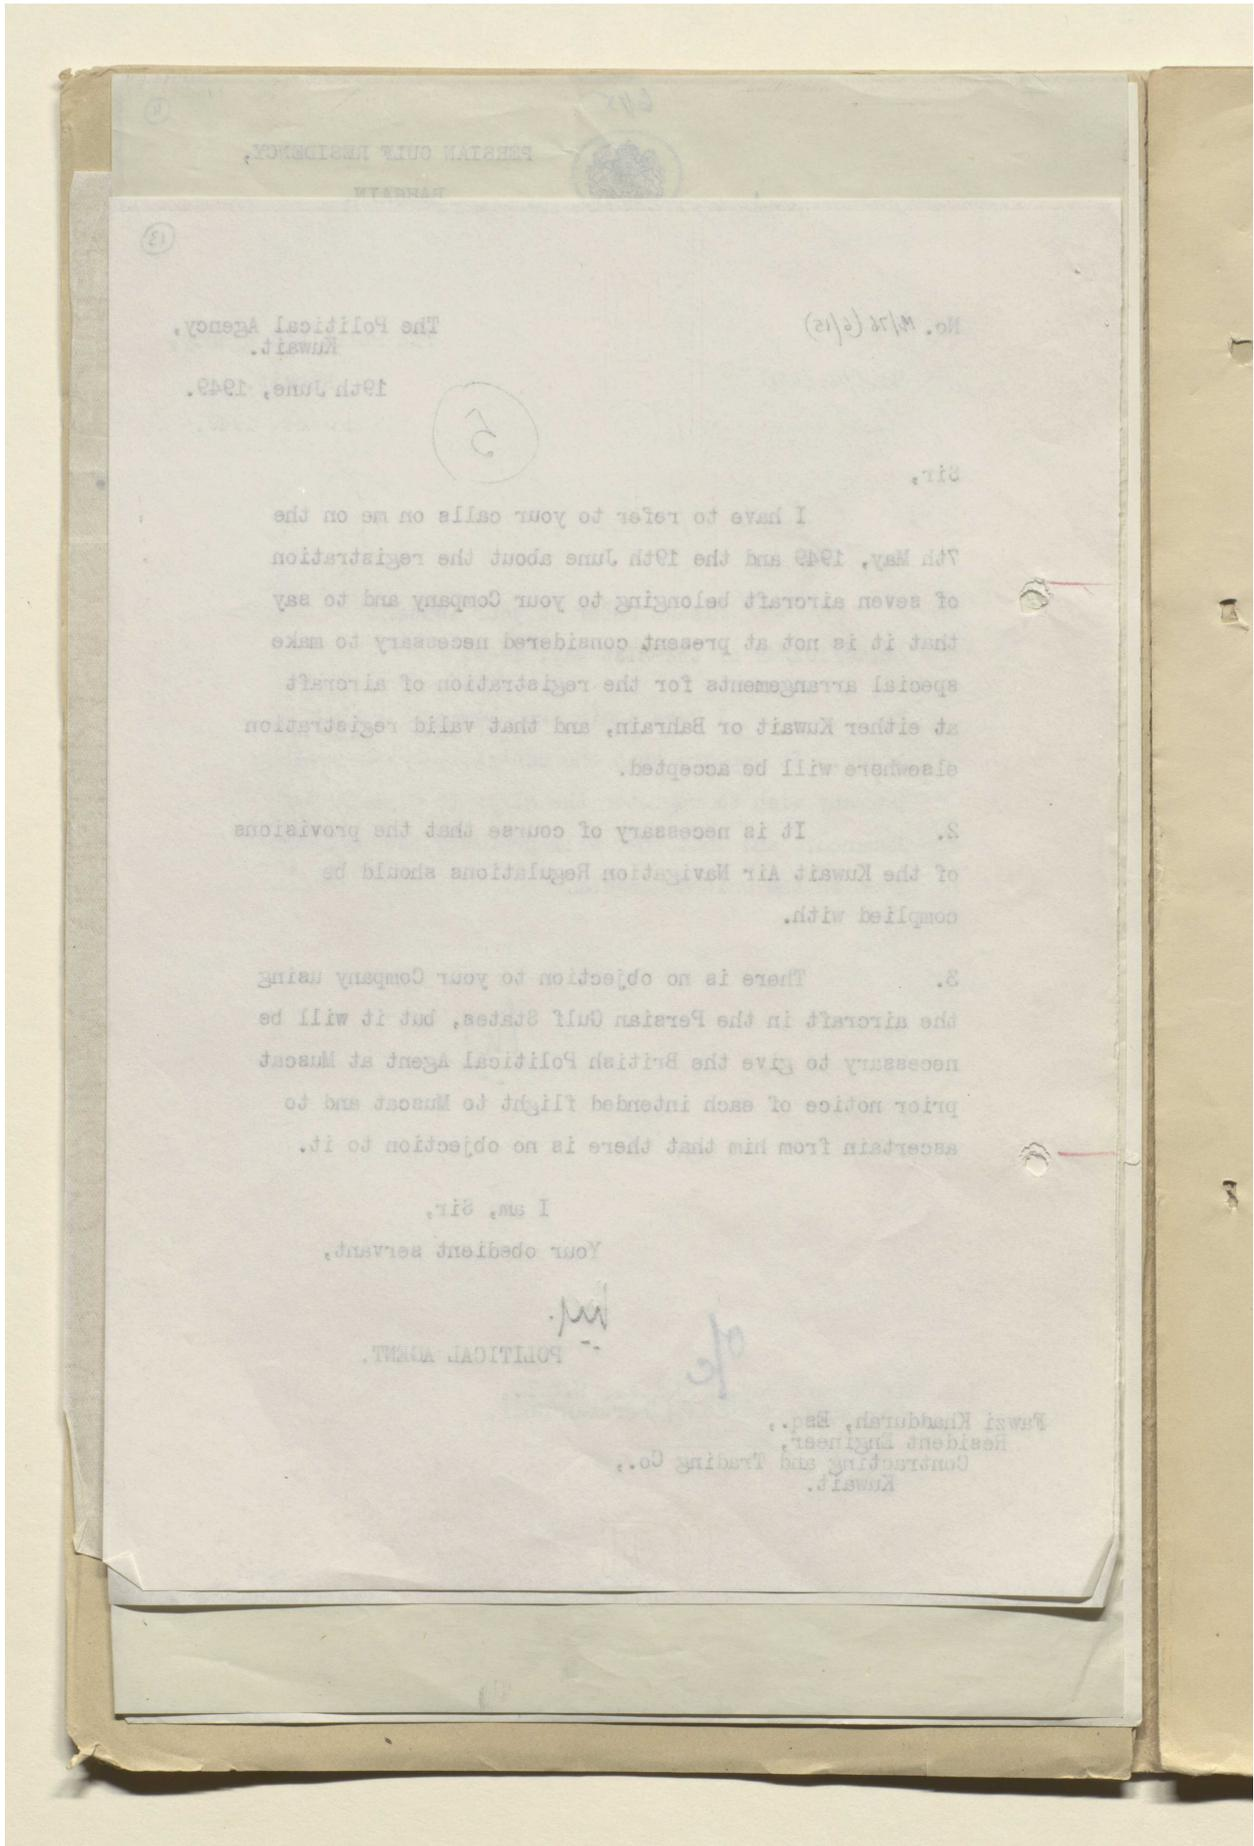 PERSIAN GULF RESIDENCY,
BAHRAIN
13
No.
The Political Agency,
Kuwait.
19th June, 1949.
5
Sir,
I have to refer to your calls on me on the
7th May, 1949 and the 19th June about the registration
of seven aircraft belonging to your Company and to say
that it is not at present considered necessary to make
special arrangements for the registration of aircraft
at either Kuwait or Bahrain, and that valid registration
elsewhere will be accepted.
2. It is necessary of course that the provisions
of the Kuwait Air Navigation Regulations should be
complied with.
3. There is no objection to your Company using
the aircraft in the Persian Gulf States, but it will be
necessary to give the British Political Agent at Muscat
prior notice of each intended flight to Muscat and to
ascertain from him that there is no objection to it.
I am, Sir,
Your obedient servant,
POLITICAL AGENT.
o/c
Fawzi Khaddurah, Esq.,
Resident Engineer,
Contracting and Trading Co.,
Kuwait.